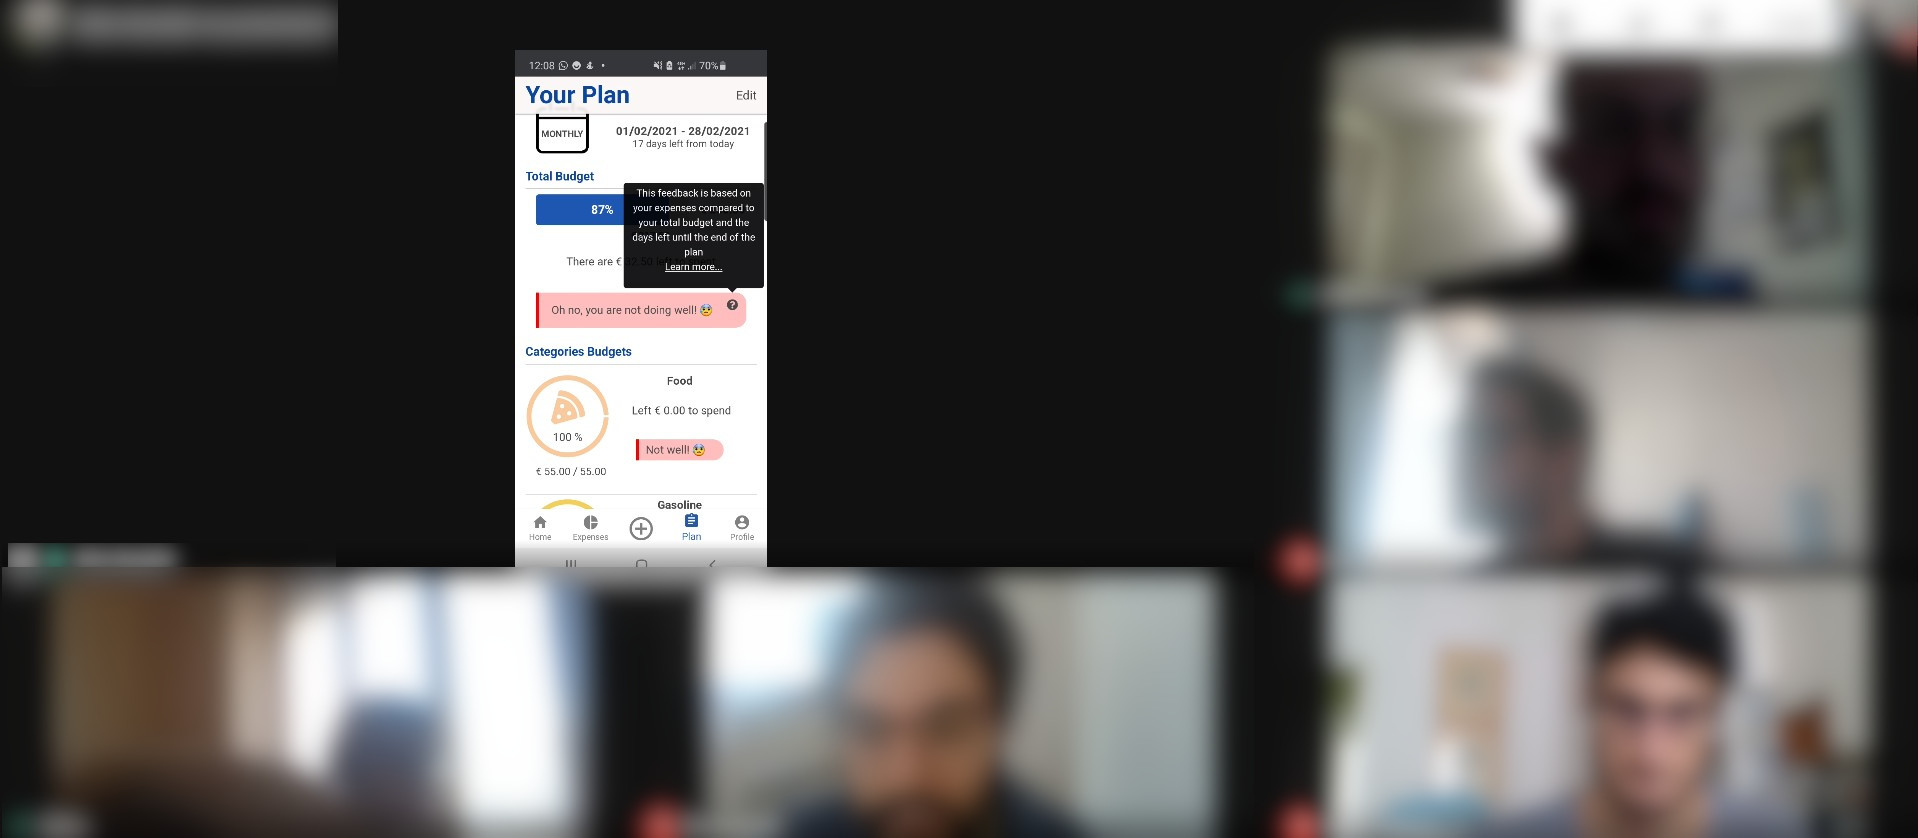 12:08
70%
Your Plan
Edit
MONTHLY
01/02/2021 - 28/02/2021
17 days left from today
Total Budget
87%
This feedback is based on
your expenses compared to
your total budget and the
days left until the end of the
plan
Learn more...
There are €
Oh no, you are not doing well! 😰
?
Categories Budgets
Food
Left € 0.00 to spend
100 %
Not well! 😰
€ 55.00 / 55.00
Gasoline
Home
Expenses
Plan
Profile